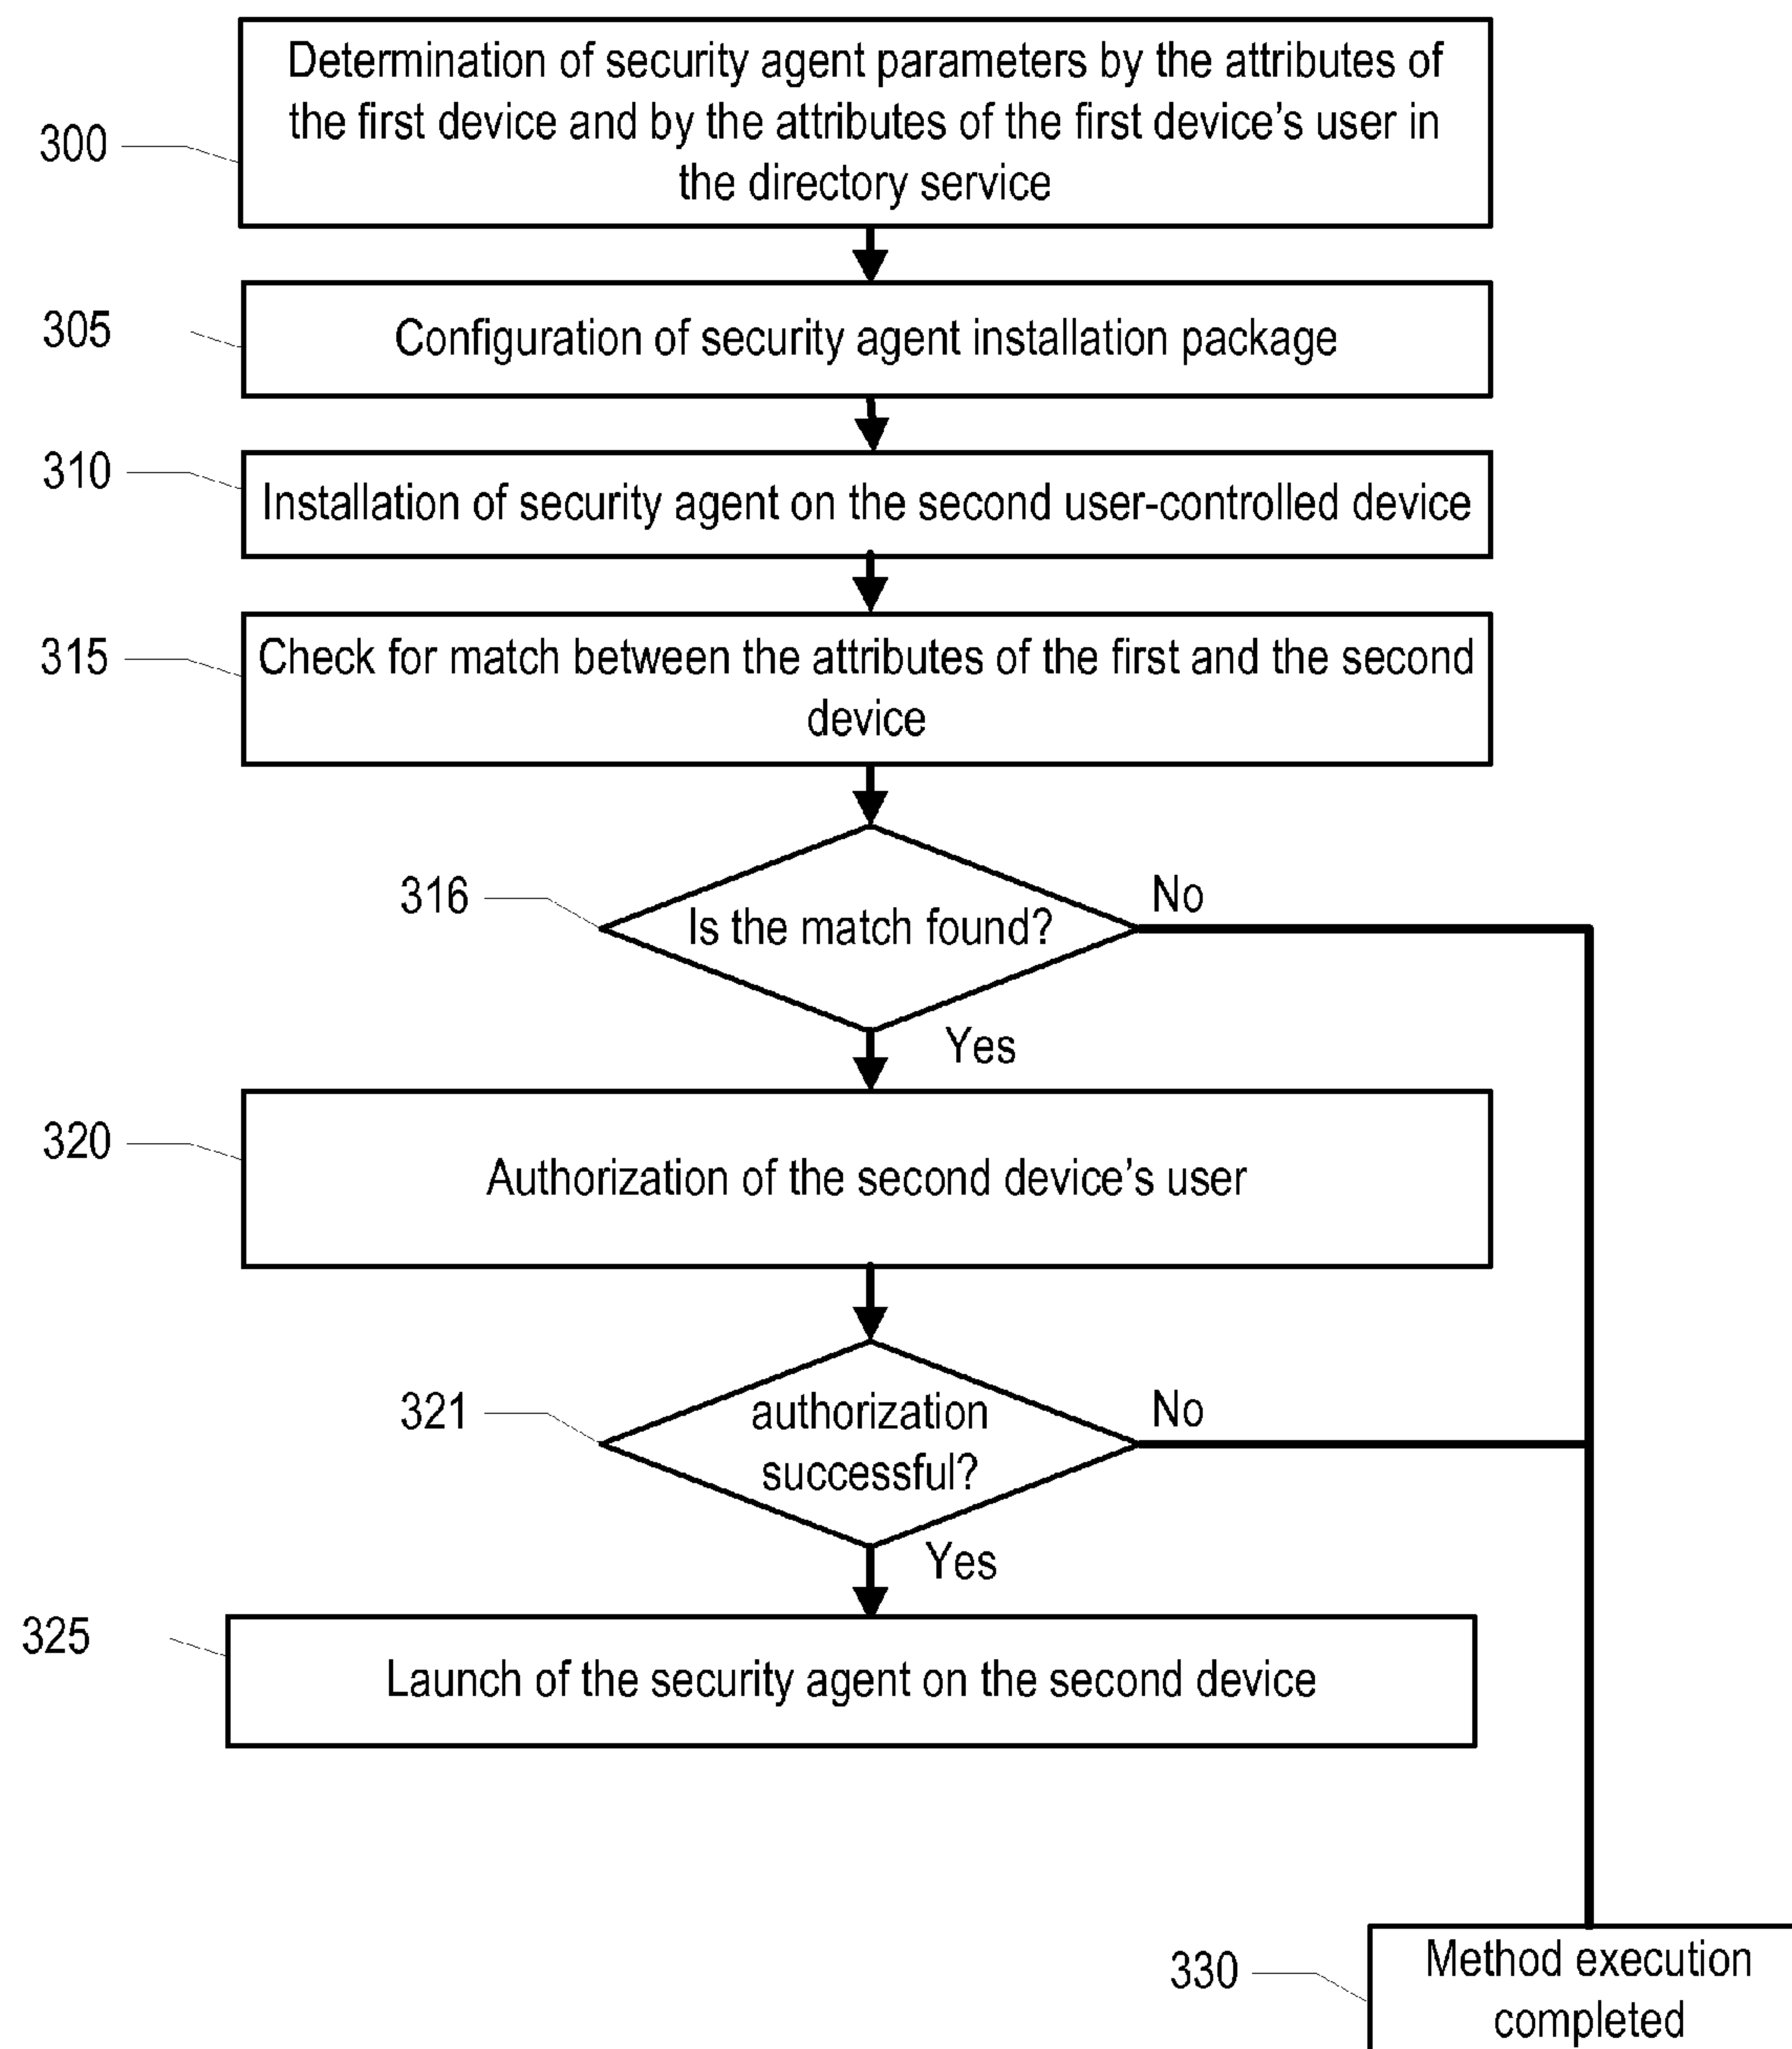 300
Determination of security agent parameters by the attributes of
the first device and by the attributes of the first device's user in
the directory service
305
Configuration of security agent installation package
310
Installation of security agent on the second user-controlled device
315
Check for match between the attributes of the first and the second
device
316
Is the match found?
No
Yes
320
Authorization of the second device's user
321
authorization
successful?
No
Yes
325
Launch of the security agent on the second device
330
Method execution
completed